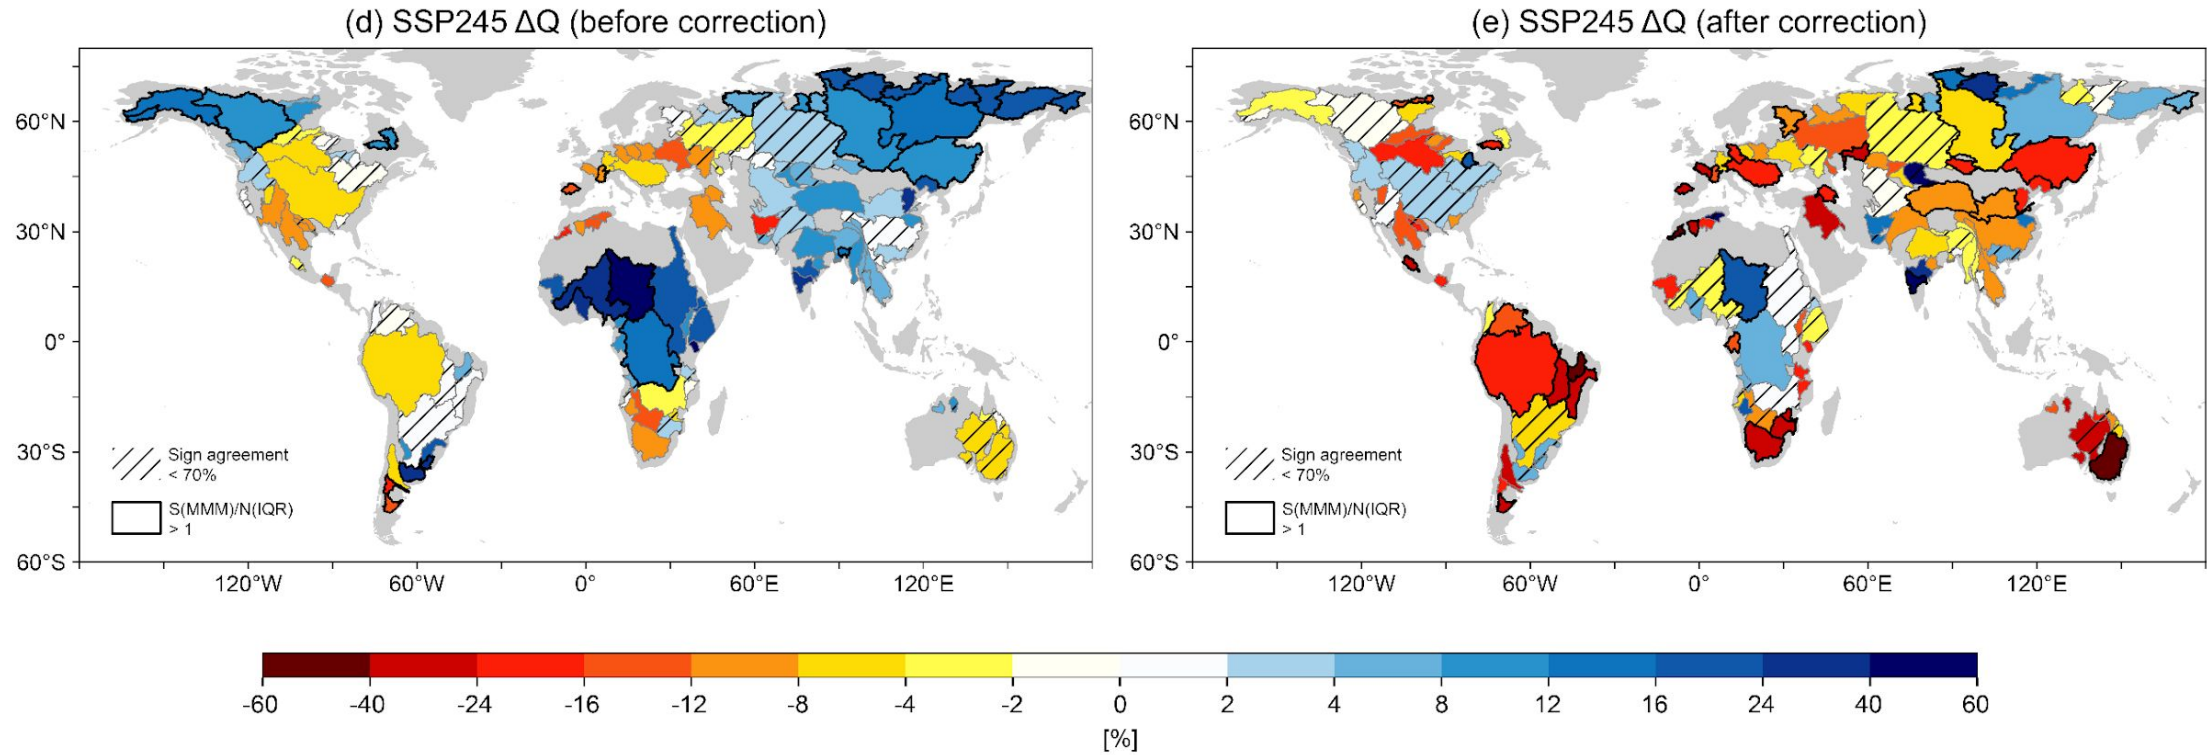 (d) SSP245 ΔQ (before correction)
(e) SSP245 ΔQ (after correction)
60°N
30°N
0°
30°S
60°S
Sign agreement
< 70%
S(MMM)/N(IQR)
> 1
120°W
60°W
0°
60°E
120°E
60°N
30°N
0°
30°S
60°S
Sign agreement
< 70%
S(MMM)/N(IQR)
> 1
120°W
60°W
0°
60°E
120°E
-60 -40 -24 -16 -12 -8 -4 -2 0 2 4 8 12 16 24 40 60
[%]